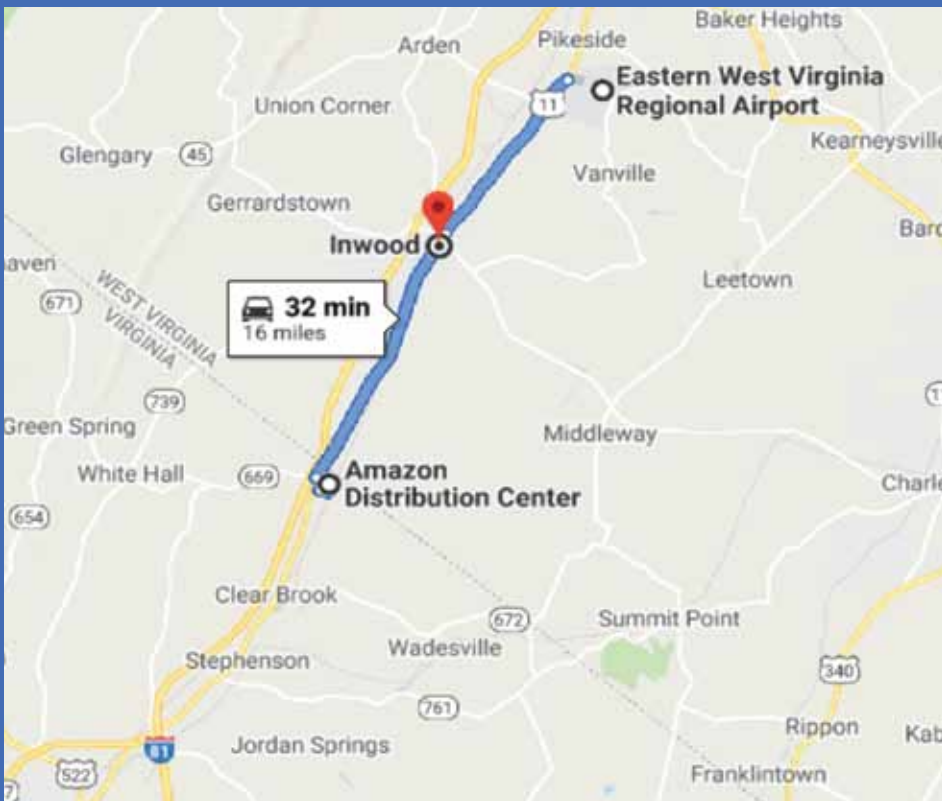 Baker Heights
Arden
Pikeside
Eastern West Virginia
Regional Airport
11
Union Corner
Kearneysville
Glengary
45
Vanville
Gerrardstown
Inwood
Leetown
671
WEST VIRGINIA
VIRGINIA
32 min
16 miles
739
Green Spring
Middleway
White Hall
669
Amazon
Distribution Center
654
Clear Brook
Summit Point
672
Wadesville
Stephenson
340
761
Rippon
81
Jordan Springs
522
Franklintown